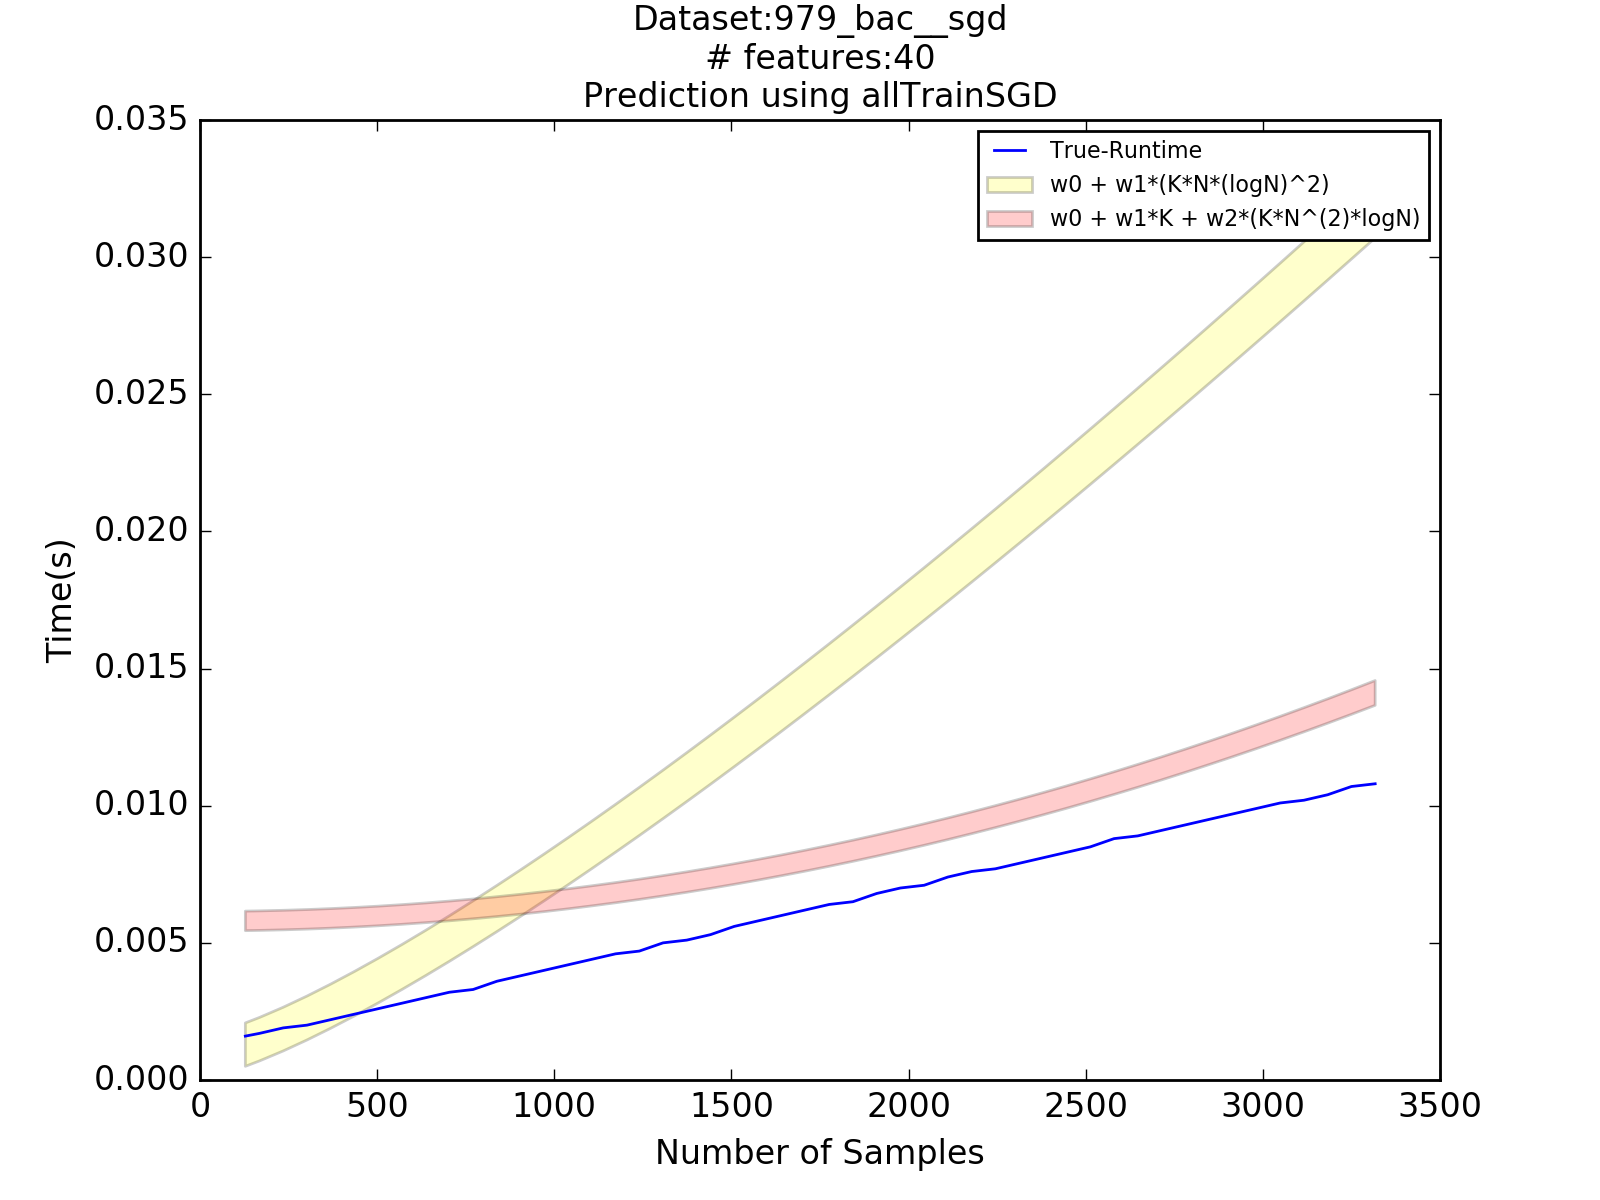 Dataset:979_bac__sgd
# features:40
Prediction using allTrainSGD
True-Runtime
w0 + w1*(K*N*(logN)^2)
w0 + w1*K + w2*(K*N^(2)*logN)
0.035
0.030
0.025
0.020
0.015
0.010
0.005
0.000
Time(s)
0 500 1000 1500 2000 2500 3000 3500
Number of Samples